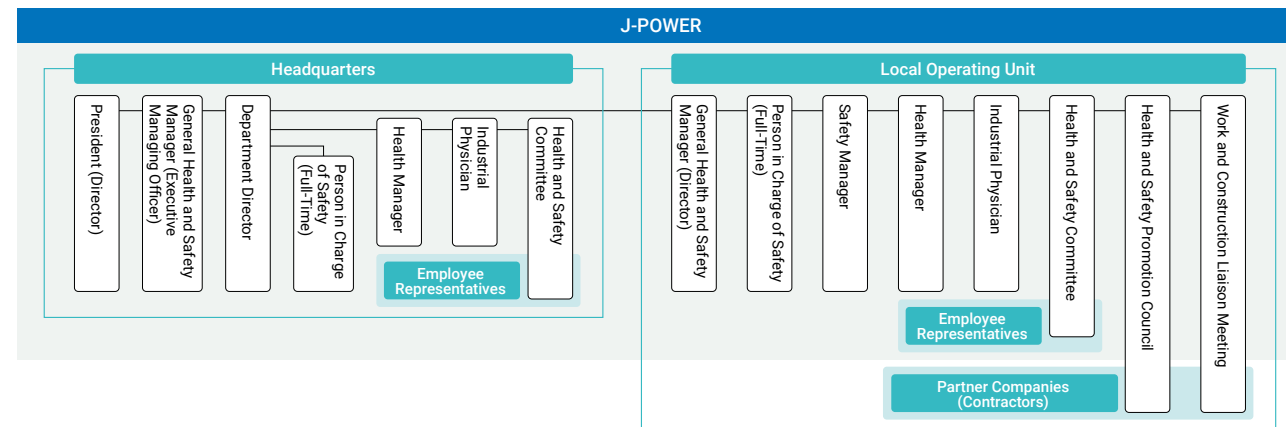 J-POWER
Headquarters
President (Director)
General Health and Safety
Manager (Executive
Managing Officer)
Department Director
Person in Charge
of Safety
(Full-Time)
Health Manager
Industrial
Physician
Health and Safety
Committee
Employee
Representatives
Local Operating Unit
General Health and Safety
Manager (Director)
Person in Charge of Safety
(Full-Time)
Safety Manager
Health Manager
Industrial Physician
Health and Safety Committee
Health and Safety Promotion Council
Work and Construction Liaison Meeting
Employee
Representatives
Partner Companies
(Contractors)